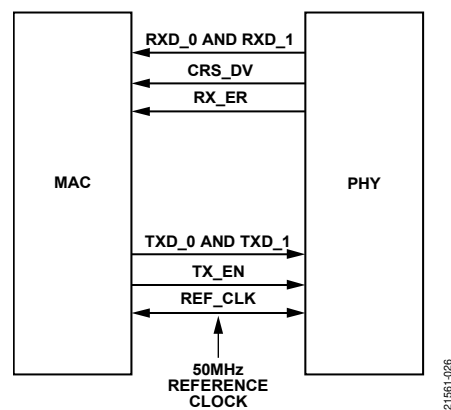 RXD_0 AND RXD_1
CRS_DV
RX_ER
MAC
PHY
TXD_0 AND TXD_1
TX_EN
REF_CLK
50MHz
REFERENCE
CLOCK
21561-026